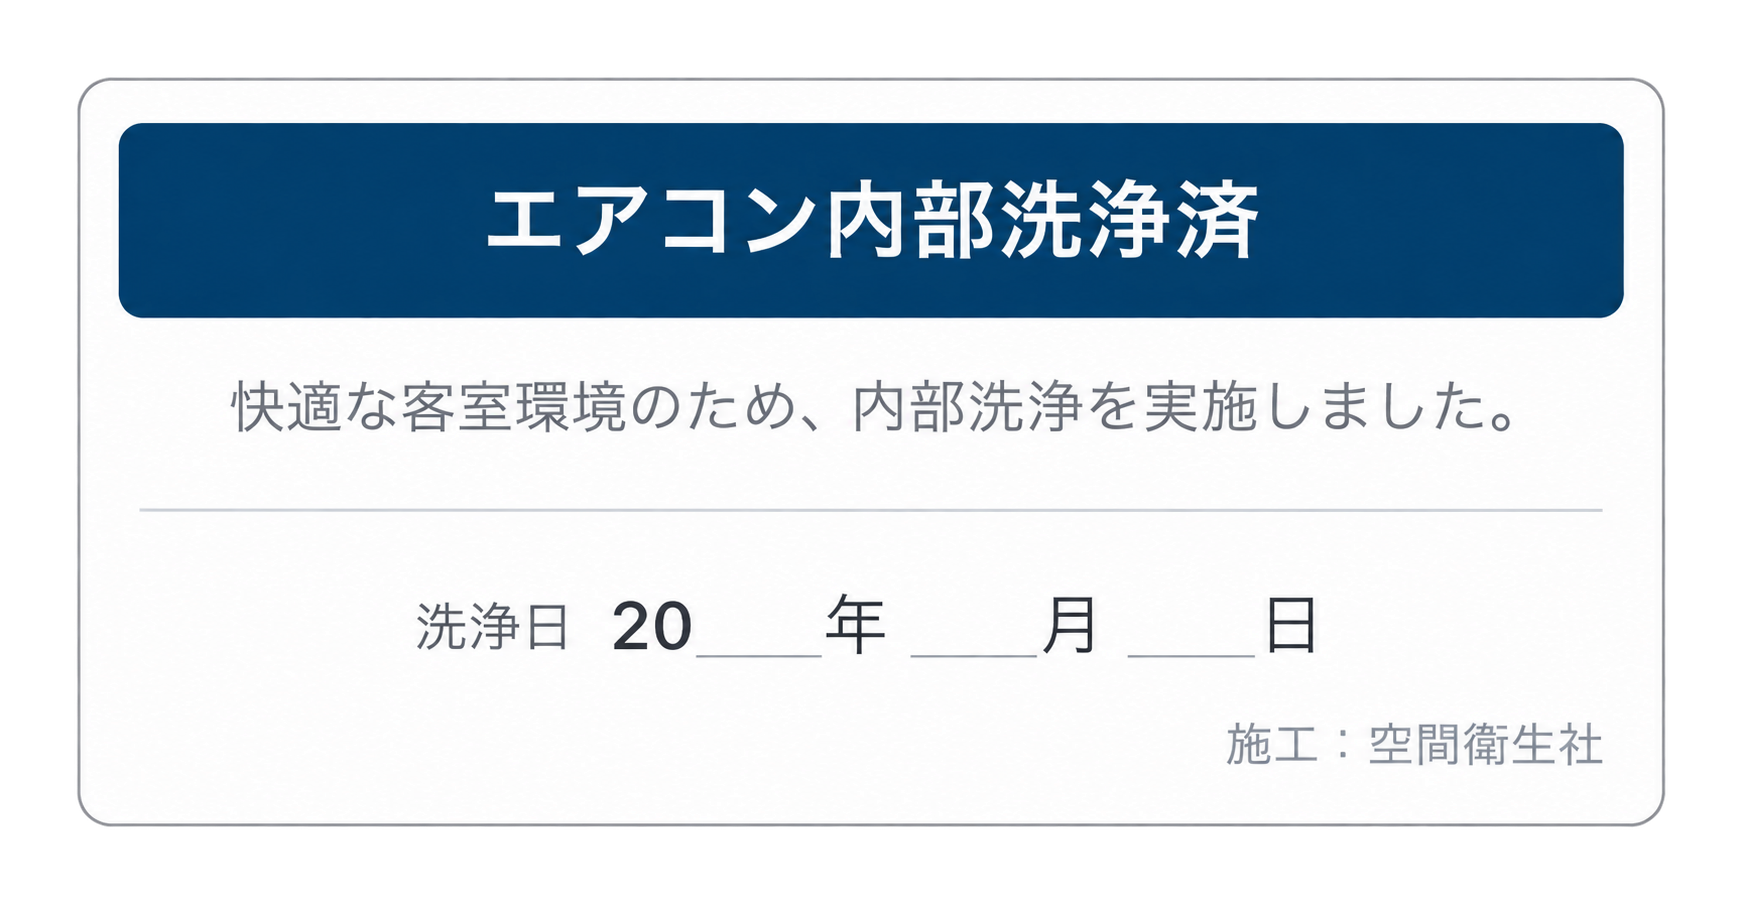 エアコン内部洗浄済
快適な客室環境のため、内部洗浄を実施しました。
洗浄日 20____年 ____月 ____日
施工：空間衛生社